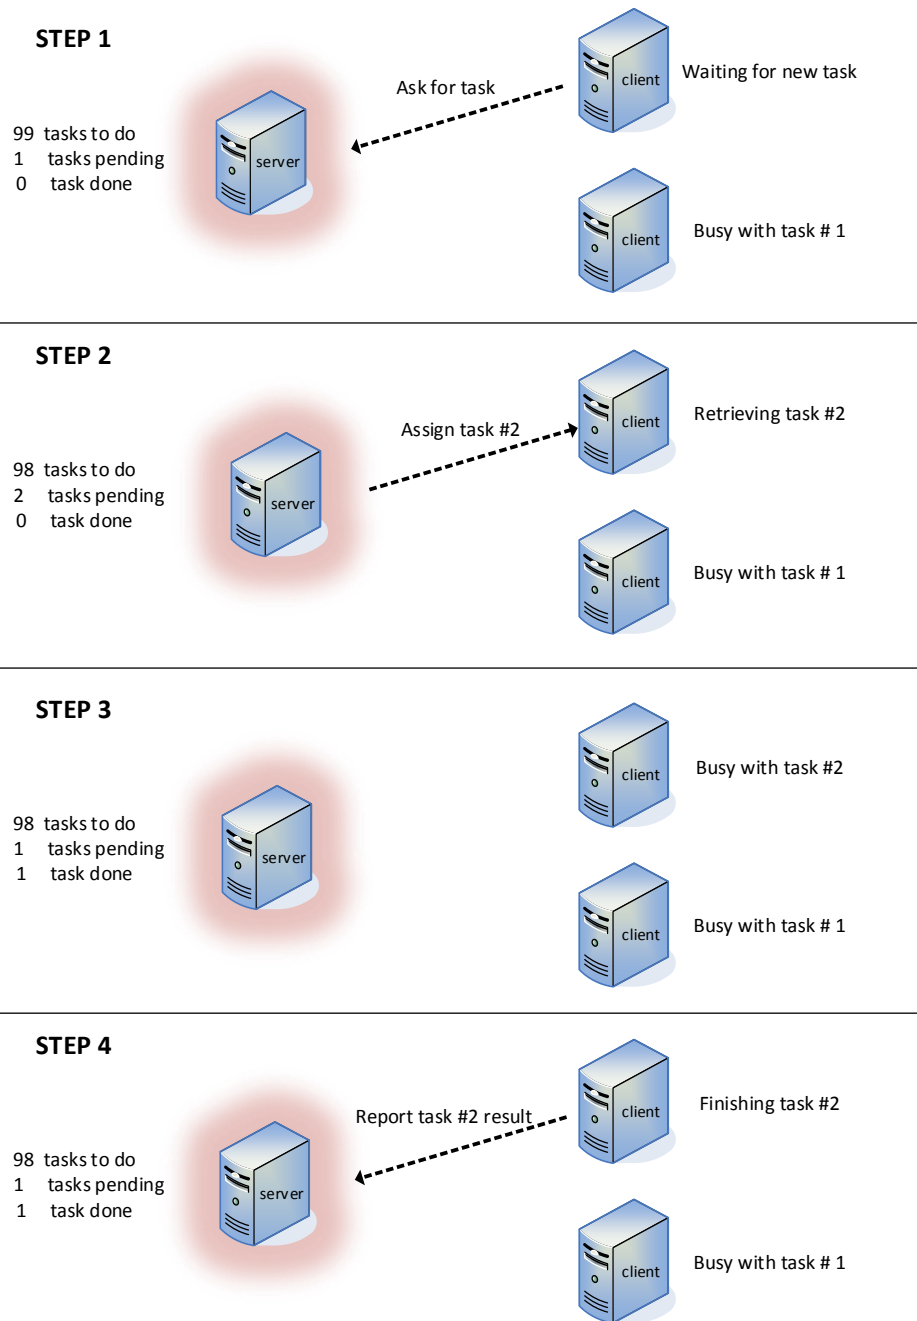 STEP 1
client
Waiting for new task
Ask for task
99 tasks to do
1 tasks pending
0 task done
server
client
Busy with task # 1
STEP 2
client
Retrieving task #2
Assign task #2
98 tasks to do
2 tasks pending
0 task done
server
client
Busy with task # 1
STEP 3
client
Busy with task #2
98 tasks to do
1 tasks pending
1 task done
server
client
Busy with task # 1
STEP 4
client
Finishing task #2
Report task #2 result
98 tasks to do
1 tasks pending
1 task done
server
client
Busy with task # 1